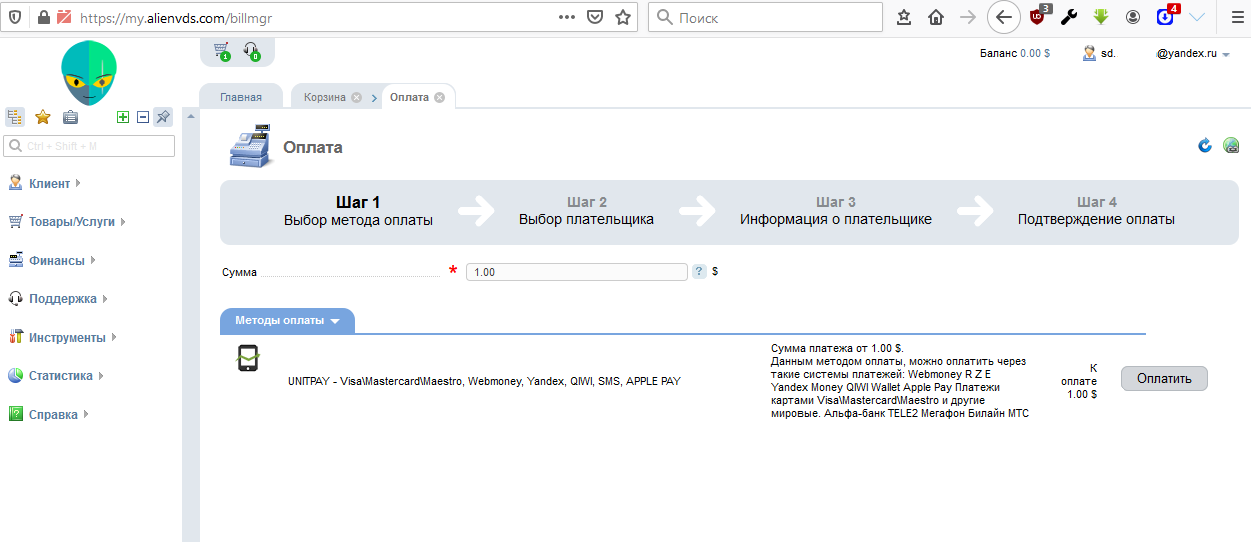 https://my.alienvds.com/billmgr
Поиск
3
4
1
0
Баланс 0.00 $
sd.
@yandex.ru
Главная
Корзина
Оплата
Ctrl + Shift + M
Оплата
Клиент
Товары/Услуги
Финансы
Поддержка
Инструменты
Статистика
Справка
Шаг 1
Выбор метода оплаты
Шаг 2
Выбор плательщика
Шаг 3
Информация о плательщике
Шаг 4
Подтверждение оплаты
Сумма * 1.00 ? $
Методы оплаты
UNITPAY - Visa\Mastercard\Maestro, Webmoney, Yandex, QIWI, SMS, APPLE PAY
Сумма платежа от 1.00 $.
Данным методом оплаты, можно оплатить через
такие системы платежей: Webmoney R Z E
Yandex Money QIWI Wallet Apple Pay Платежи
картами Visa\Mastercard\Maestro и другие
мировые. Альфа-банк TELE2 Мегафон Билайн МТС
К
оплате
1.00 $
Оплатить